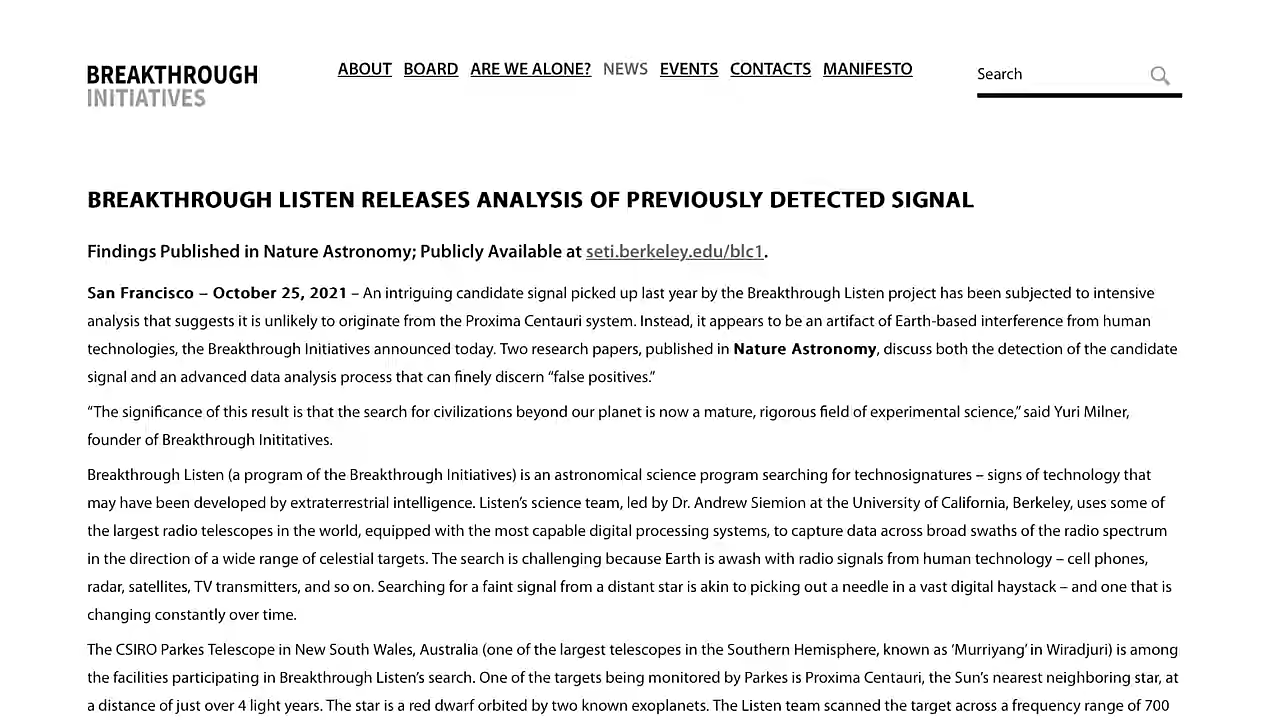 BREAKTHROUGH
INITIATIVES
ABOUT BOARD ARE WE ALONE? NEWS EVENTS CONTACTS MANIFESTO
Search
BREAKTHROUGH LISTEN RELEASES ANALYSIS OF PREVIOUSLY DETECTED SIGNAL
Findings Published in Nature Astronomy; Publicly Available at seti.berkeley.edu/blc1.
San Francisco – October 25, 2021 – An intriguing candidate signal picked up last year by the Breakthrough Listen project has been subjected to intensive
analysis that suggests it is unlikely to originate from the Proxima Centauri system. Instead, it appears to be an artifact of Earth-based interference from human
technologies, the Breakthrough Initiatives announced today. Two research papers, published in Nature Astronomy, discuss both the detection of the candidate
signal and an advanced data analysis process that can finely discern “false positives.”
“The significance of this result is that the search for civilizations beyond our planet is now a mature, rigorous field of experimental science,” said Yuri Milner,
founder of Breakthrough Inititatives.
Breakthrough Listen (a program of the Breakthrough Initiatives) is an astronomical science program searching for technosignatures – signs of technology that
may have been developed by extraterrestrial intelligence. Listen’s science team, led by Dr. Andrew Siemion at the University of California, Berkeley, uses some of
the largest radio telescopes in the world, equipped with the most capable digital processing systems, to capture data across broad swaths of the radio spectrum
in the direction of a wide range of celestial targets. The search is challenging because Earth is awash with radio signals from human technology – cell phones,
radar, satellites, TV transmitters, and so on. Searching for a faint signal from a distant star is akin to picking out a needle in a vast digital haystack – and one that is
changing constantly over time.
The CSIRO Parkes Telescope in New South Wales, Australia (one of the largest telescopes in the Southern Hemisphere, known as ‘Murriyang’ in Wiradjuri) is among
the facilities participating in Breakthrough Listen’s search. One of the targets being monitored by Parkes is Proxima Centauri, the Sun’s nearest neighboring star, at
a distance of just over 4 light years. The star is a red dwarf orbited by two known exoplanets. The Listen team scanned the target across a frequency range of 700